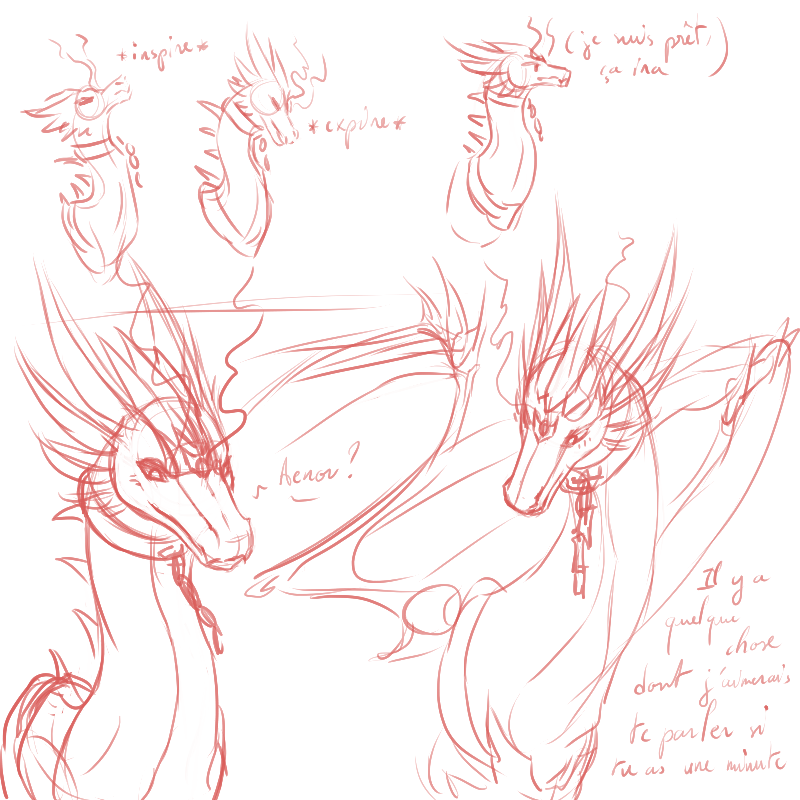 *inspire*
*expire*
(je suis prêt,
ça ira)
Aenor?
Il y a
quelque
chose
dont j'aimerais
te parler si
tu as une minute